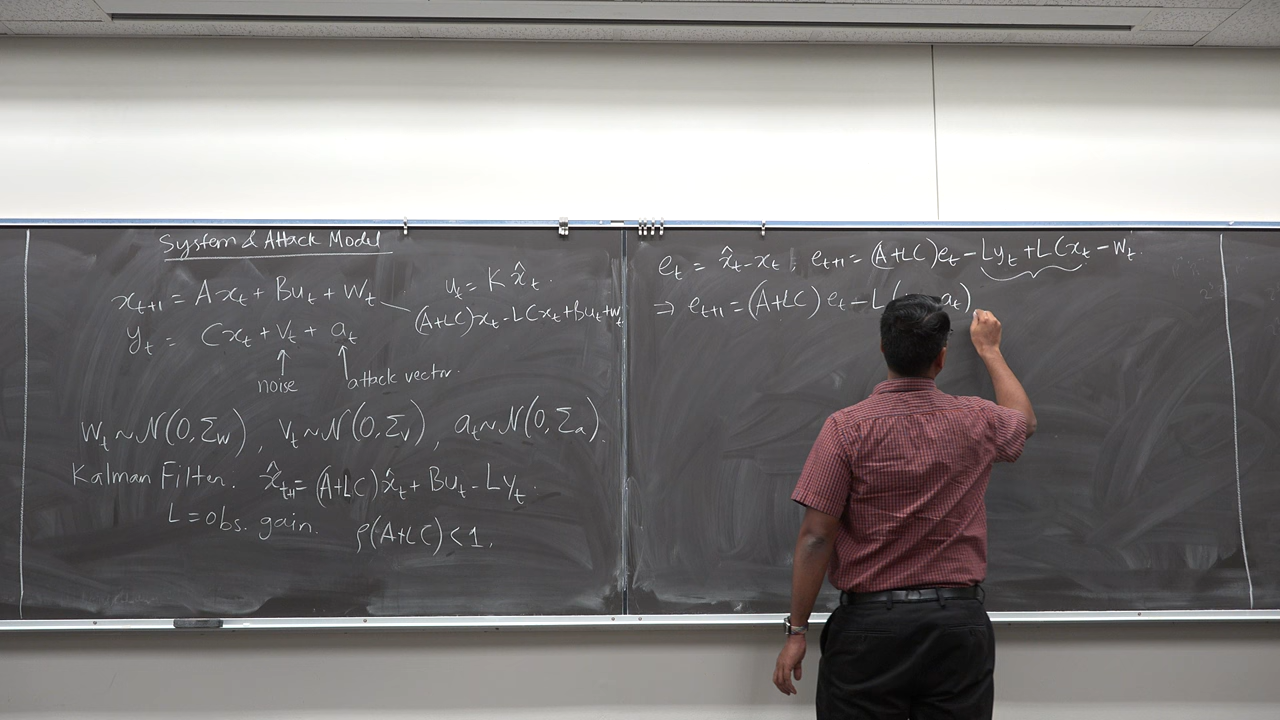 System & Attack Model
x_{t+1} = Ax_t + Bu_t + w_t
u_t = K x̂_t.
(A+LC)x_t - LCx_t + Bu_t + w_t
y_t = Cx_t + v_t + a_t
noise
attack vector.
w_t ~ N(0, Σ_w), v_t ~ N(0, Σ_v), a_t ~ N(0, Σ_a).
Kalman Filter. x̂_{t+1} = (A+LC)x̂_t + Bu_t - Ly_t.
L = obs. gain. ρ(A+LC) < 1.
e_t = x̂_t - x_t; e_{t+1} = (A+LC)e_t - Ly_t + LCx_t - w_t.
⇒ e_{t+1} = (A+LC)e_t - L( a_t)